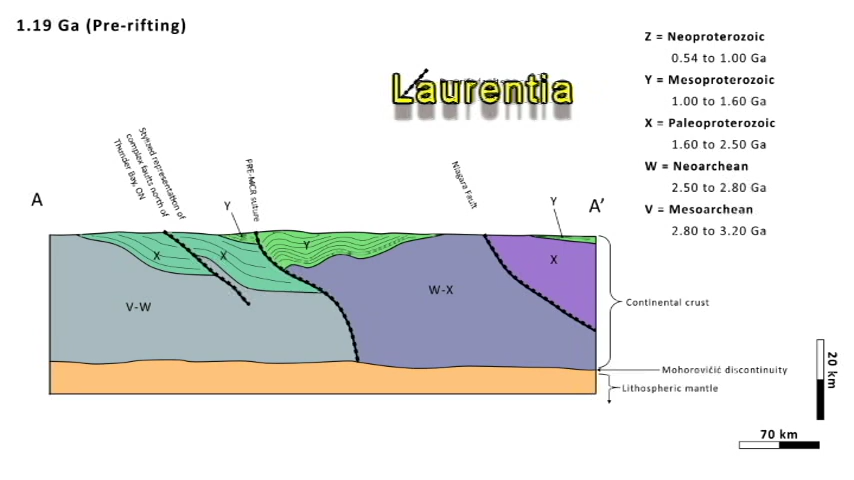 1.19 Ga (Pre-rifting)
Laurentia
Z = Neoproterozoic
0.54 to 1.00 Ga
Y = Mesoproterozoic
1.00 to 1.60 Ga
X = Paleoproterozoic
1.60 to 2.50 Ga
W = Neoarchean
2.50 to 2.80 Ga
V = Mesoarchean
2.80 to 3.20 Ga
Stylized representation of
complex faults north of
Thunder Bay, ON
PRE-MCR suture
Niagara Fault
A
A’
Y
Y
X
X
Y
X
V-W
W-X
Continental crust
Mohorovičić discontinuity
Lithospheric mantle
20 km
70 km